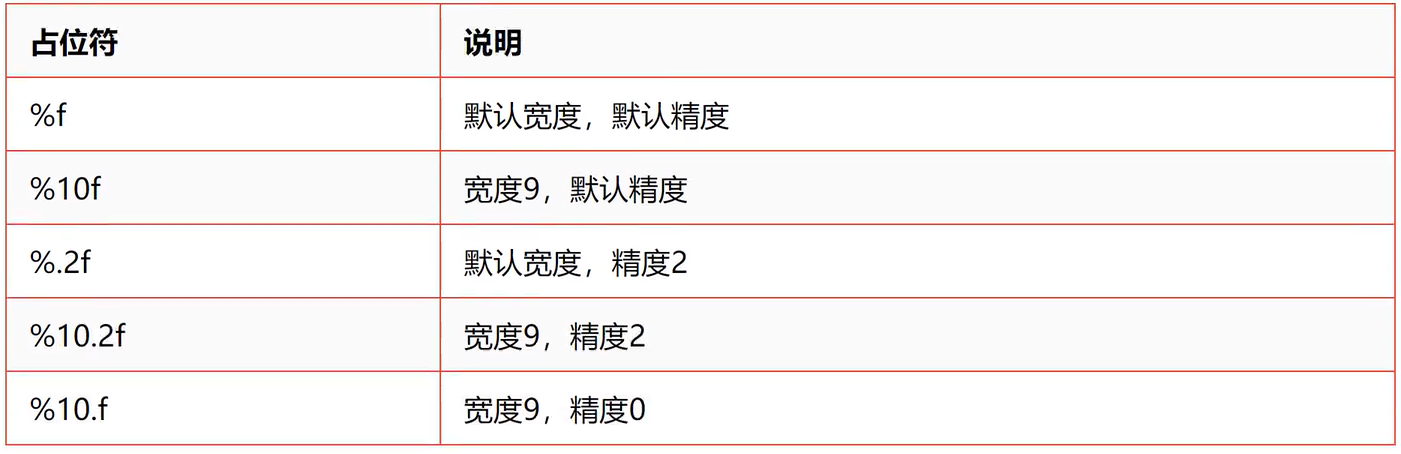 占位符 说明
%f 默认宽度，默认精度
%10f 宽度9，默认精度
%.2f 默认宽度，精度2
%10.2f 宽度9，精度2
%10.f 宽度9，精度0